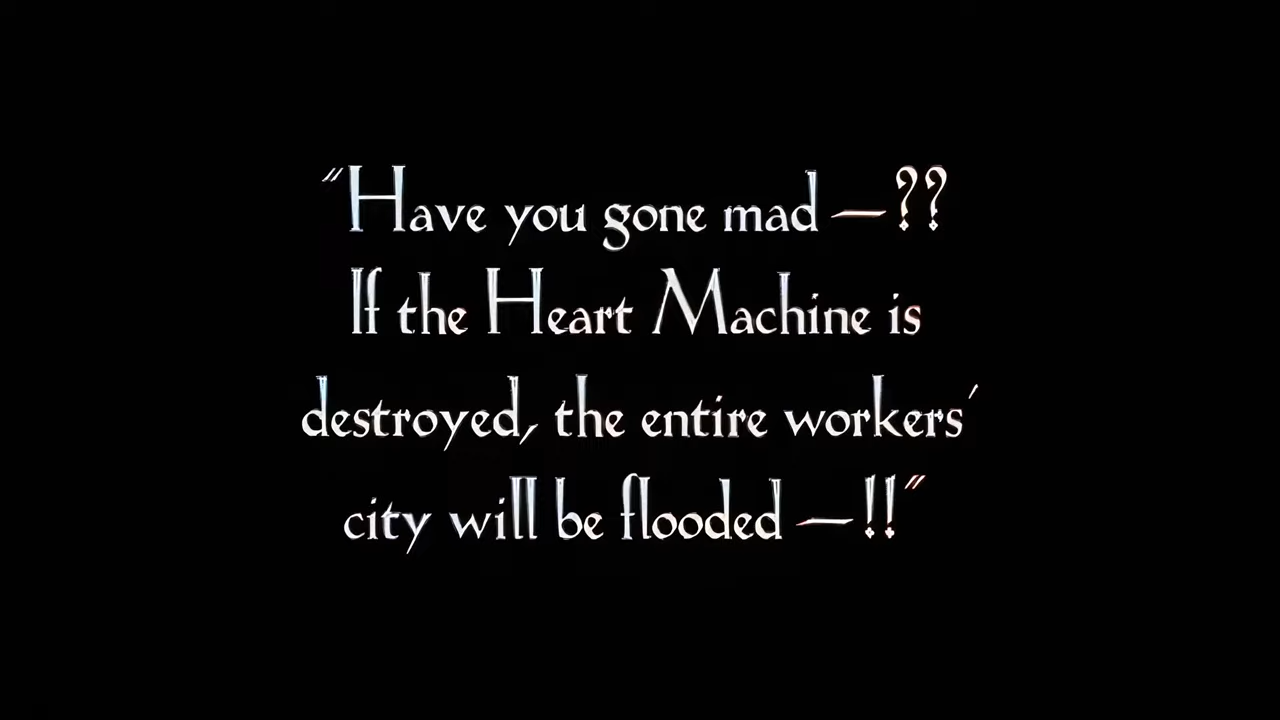 "Have you gone mad —??
If the Heart Machine is
destroyed, the entire workers'
city will be flooded —!!"